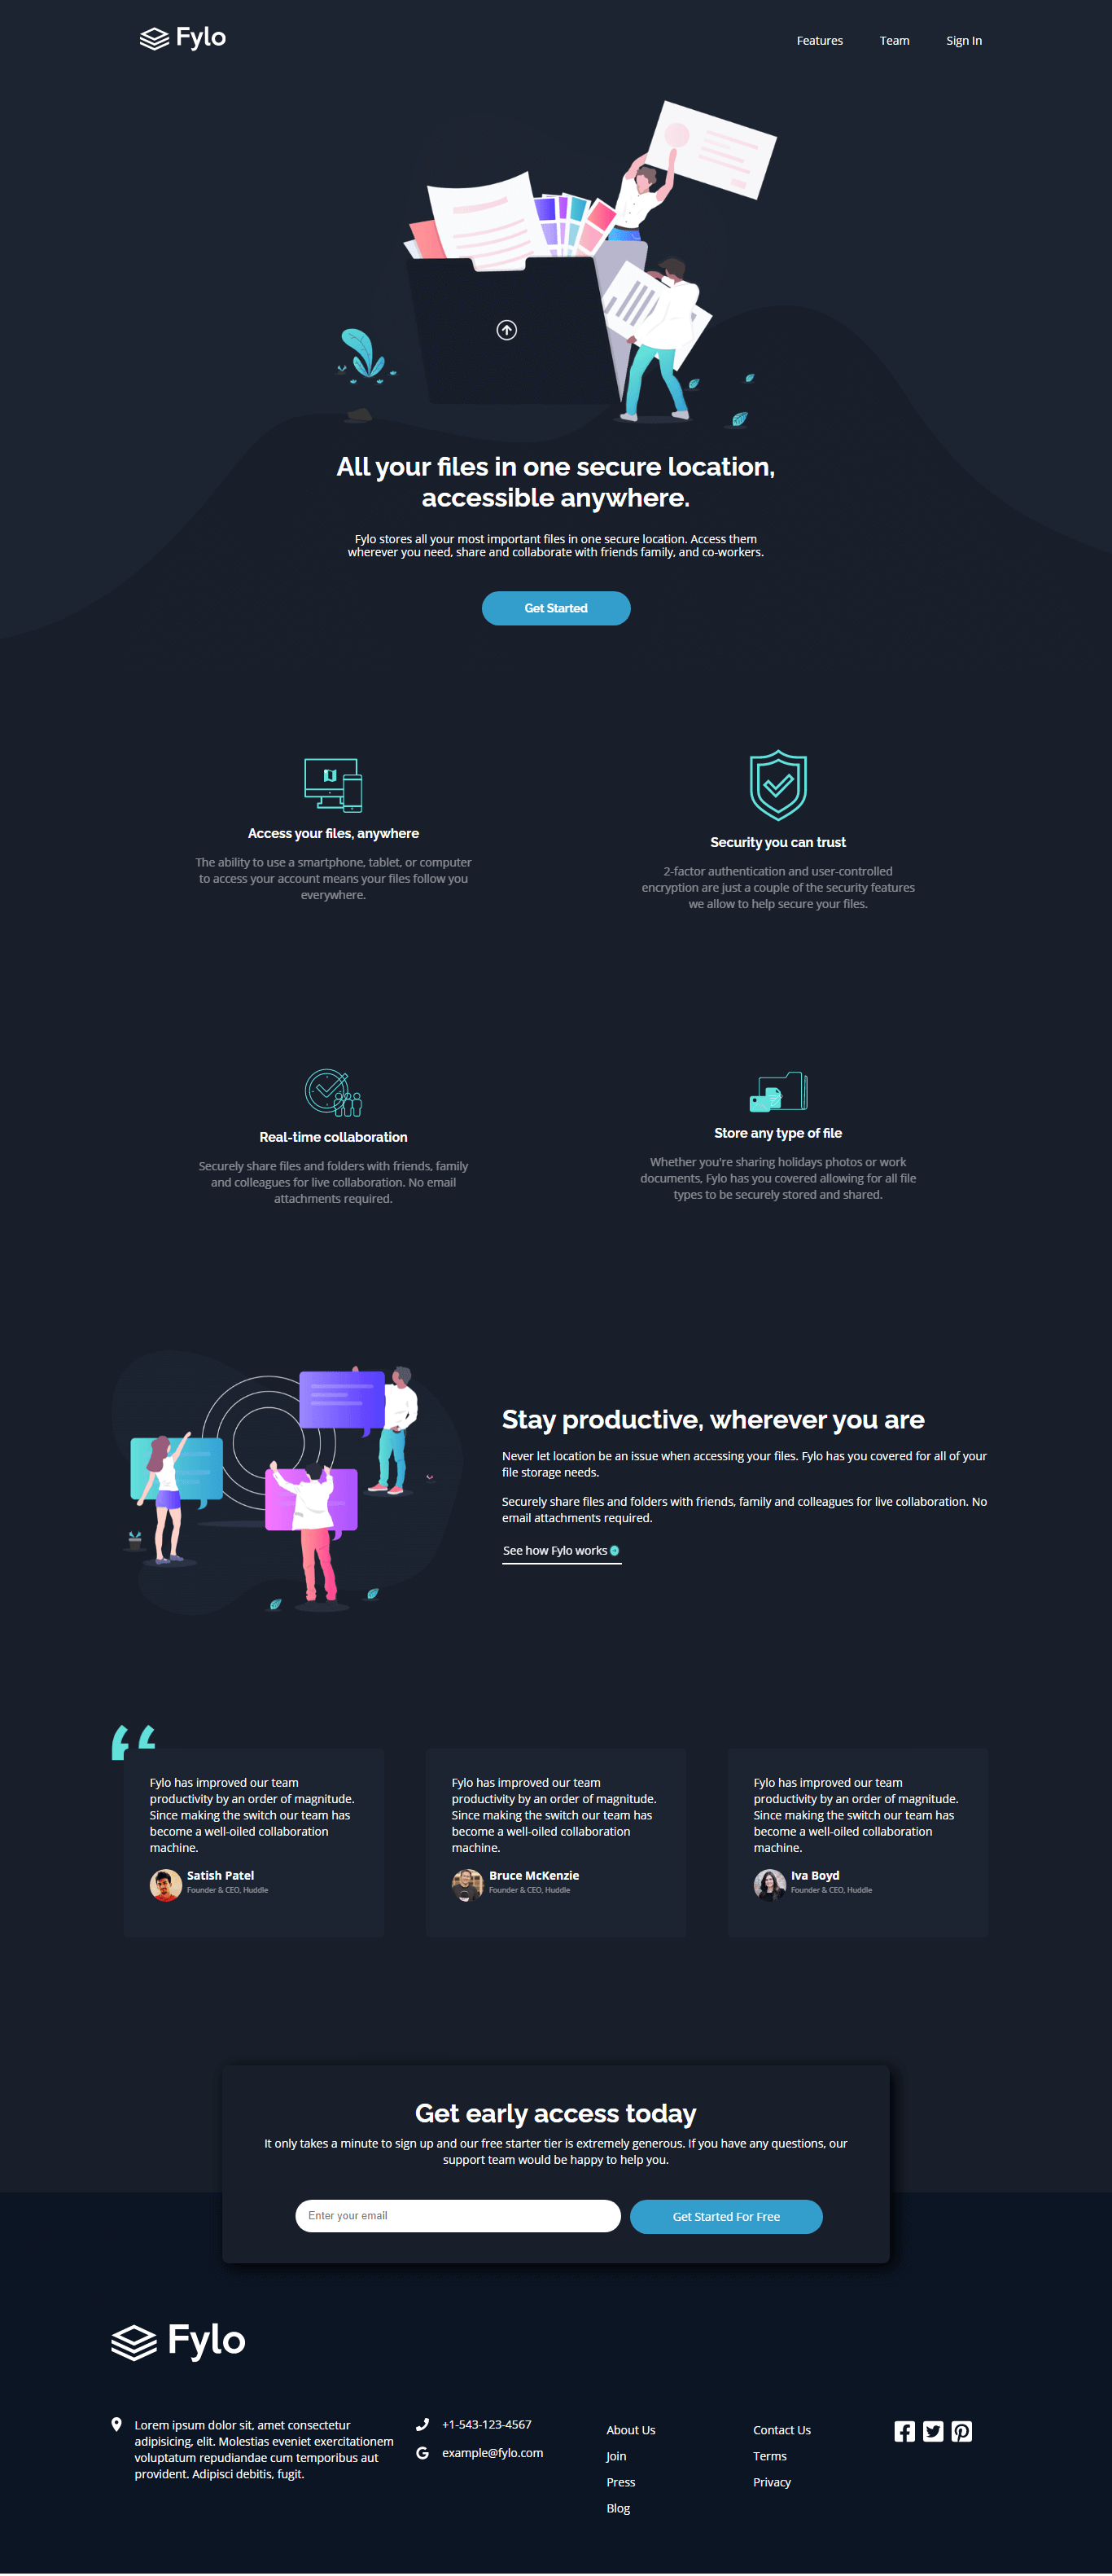 Fylo
Features
Team
Sign In
All your files in one secure location,
accessible anywhere.
Fylo stores all your most important files in one secure location. Access them
wherever you need, share and collaborate with friends family, and co-workers.
Get Started
Access your files, anywhere
The ability to use a smartphone, tablet, or computer
to access your account means your files follow you
everywhere.
Security you can trust
2-factor authentication and user-controlled
encryption are just a couple of the security features
we allow to help secure your files.
Real-time collaboration
Securely share files and folders with friends, family
and colleagues for live collaboration. No email
attachments required.
Store any type of file
Whether you're sharing holidays photos or work
documents, Fylo has you covered allowing for all file
types to be securely stored and shared.
Stay productive, wherever you are
Never let location be an issue when accessing your files. Fylo has you covered for all of your
file storage needs.
Securely share files and folders with friends, family and colleagues for live collaboration. No
email attachments required.
See how Fylo works
Fylo has improved our team
productivity by an order of magnitude.
Since making the switch our team has
become a well-oiled collaboration
machine.
Satish Patel
Founder & CEO, Huddle
Fylo has improved our team
productivity by an order of magnitude.
Since making the switch our team has
become a well-oiled collaboration
machine.
Bruce McKenzie
Founder & CEO, Huddle
Fylo has improved our team
productivity by an order of magnitude.
Since making the switch our team has
become a well-oiled collaboration
machine.
Iva Boyd
Founder & CEO, Huddle
Get early access today
It only takes a minute to sign up and our free starter tier is extremely generous. If you have any questions, our
support team would be happy to help you.
Enter your email
Get Started For Free
Fylo
Lorem ipsum dolor sit, amet consectetur
adipisicing, elit. Molestias eveniet exercitationem
voluptatum repudiandae cum temporibus aut
provident. Adipisci debitis, fugit.
+1-543-123-4567
example@fylo.com
About Us
Join
Press
Blog
Contact Us
Terms
Privacy